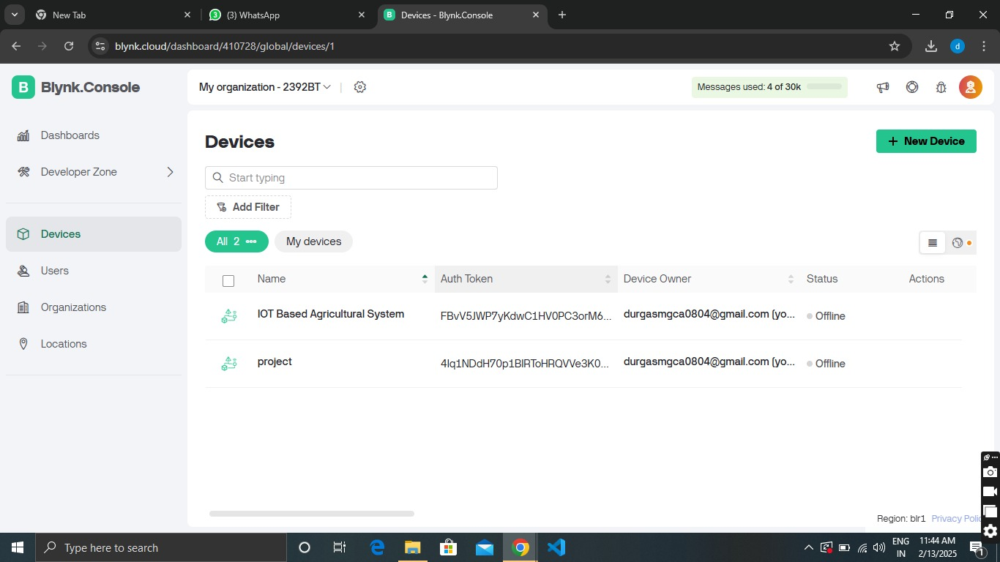 New Tab
(3) WhatsApp
Devices - Blynk.Console
blynk.cloud/dashboard/410728/global/devices/1
d
B Blynk.Console
My organization - 2392BT
Messages used: 4 of 30k
Dashboards
Developer Zone
Devices
Users
Organizations
Locations
Devices
New Device
Start typing
Add Filter
All 2
My devices
Name Auth Token Device Owner Status Actions
IOT Based Agricultural System FBvV5JWP7yKdwC1HV0PC3orM6... durgasmgca0804@gmail.com (yo... Offline
project 4Iq1NDdH70p1BIRToHRQVVe3K0... durgasmgca0804@gmail.com (yo... Offline
Region: blr1 Privacy Polic
Type here to search
ENG
IN
11:44 AM
2/13/2025
1